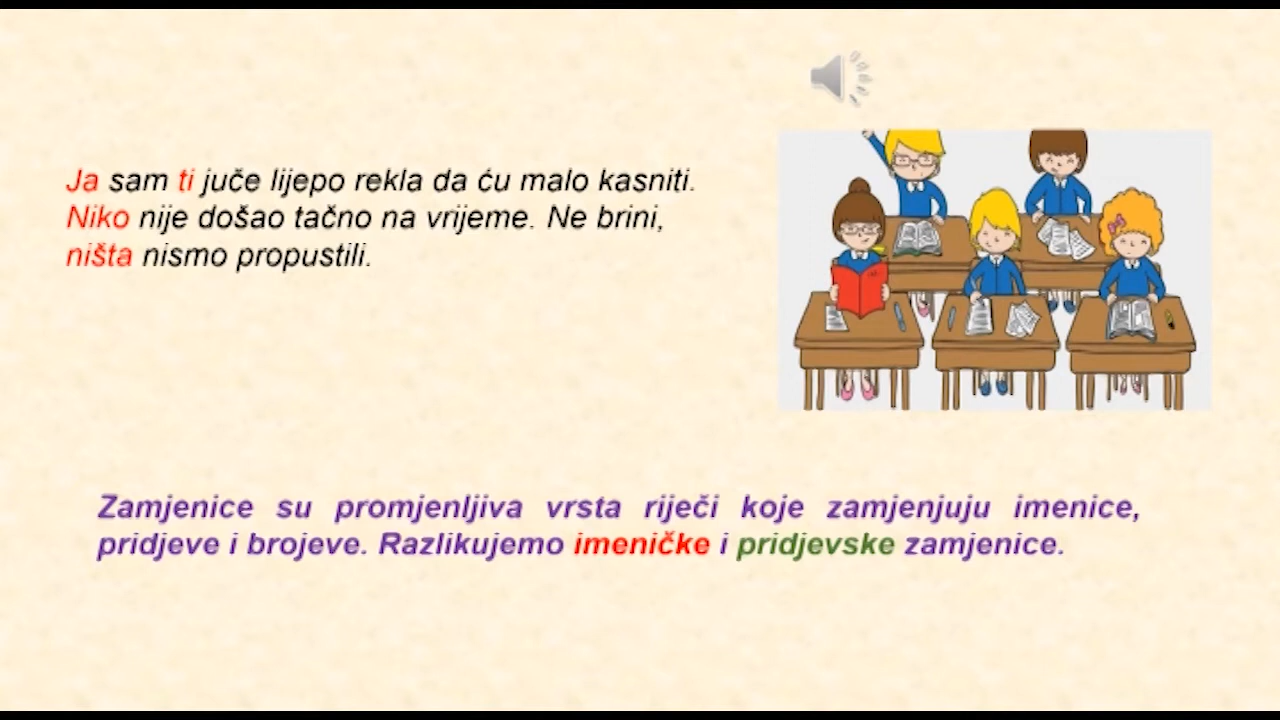 Ja sam ti juče lijepo rekla da ću malo kasniti.
Niko nije došao tačno na vrijeme. Ne brini,
ništa nismo propustili.
Zamjenice su promjenljiva vrsta riječi koje zamjenjuju imenice,
pridjeve i brojeve. Razlikujemo imeničke i pridjevske zamjenice.